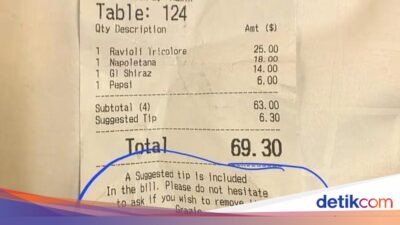 Table: 124
Qty Description Amt ($)
1 Ravioli Tricolore 25.00
1 Napoletana 18.00
1 Gl Shiraz 14.00
1 Pepsi 6.00
Subtotal (4) 63.00
Suggested Tip 6.30
Total 69.30
A Suggested tip is included
In the bill. Please do not hesitate
to ask if you wish to remove
Grazie
detikcom